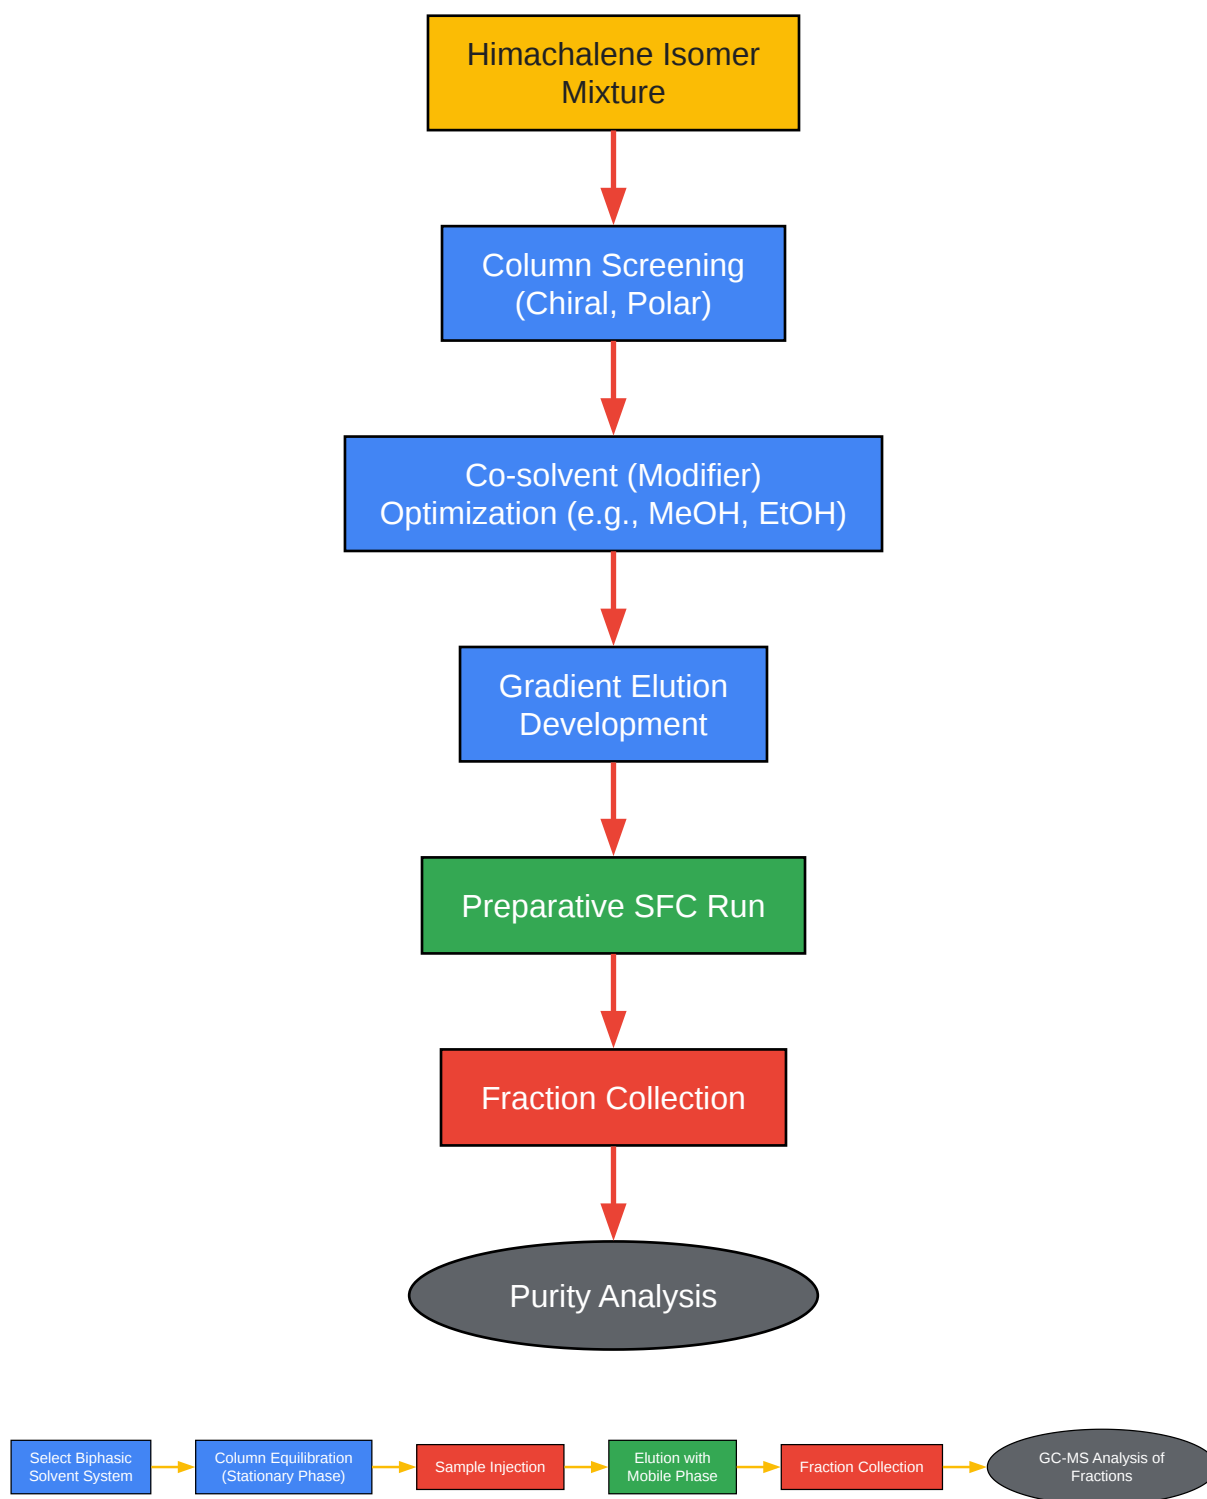 Himachalene Isomer
Mixture
Column Screening
(Chiral, Polar)
Co-solvent (Modifier)
Optimization (e.g., MeOH, EtOH)
Gradient Elution
Development
Preparative SFC Run
Fraction Collection
Purity Analysis
Select Biphasic
Solvent System
Column Equilibration
(Stationary Phase)
Sample Injection
Elution with
Mobile Phase
Fraction Collection
GC-MS Analysis of
Fractions